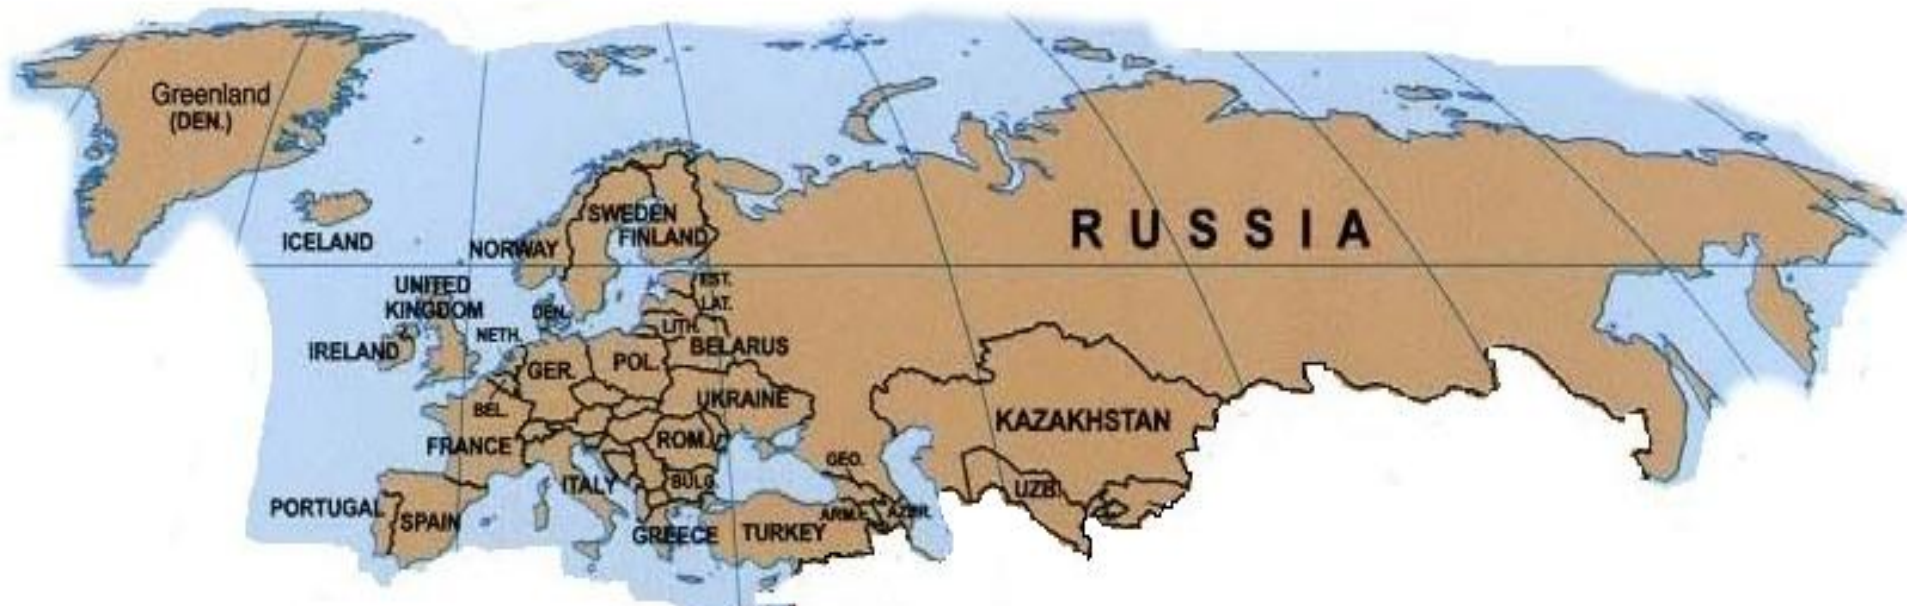 Greenland
(DEN.)
ICELAND
NORWAY
SWEDEN
FINLAND
RUSSIA
UNITED
KINGDOM
IRELAND
NETH.
DEN.
EST.
LAT.
LITH.
BELARUS
GER.
POL.
BEL.
UKRAINE
FRANCE
ROM.
KAZAKHSTAN
GEO.
ITALY
BULG.
UZB.
PORTUGAL
SPAIN
GREECE
TURKEY
ARM.
AZER.